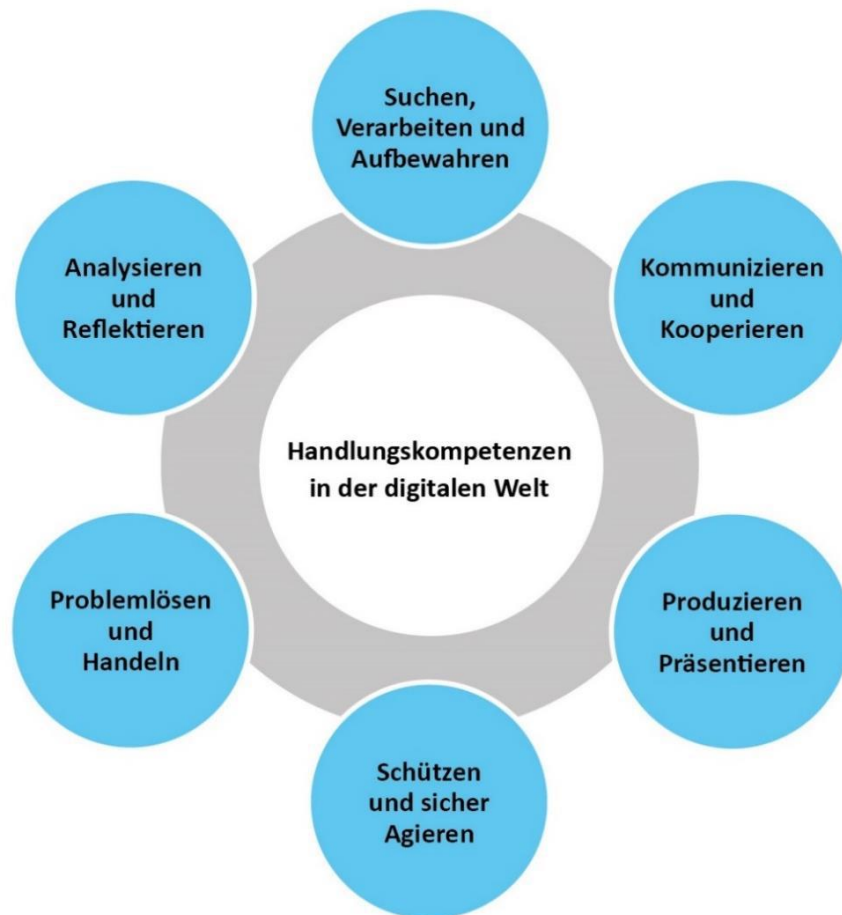 Suchen,
Verarbeiten und
Aufbewahren
Kommunizieren
und
Kooperieren
Produzieren
und
Präsentieren
Schützen
und sicher
Agieren
Problemlösen
und
Handeln
Analysieren
und
Reflektieren
Handlungskompetenzen
in der digitalen Welt